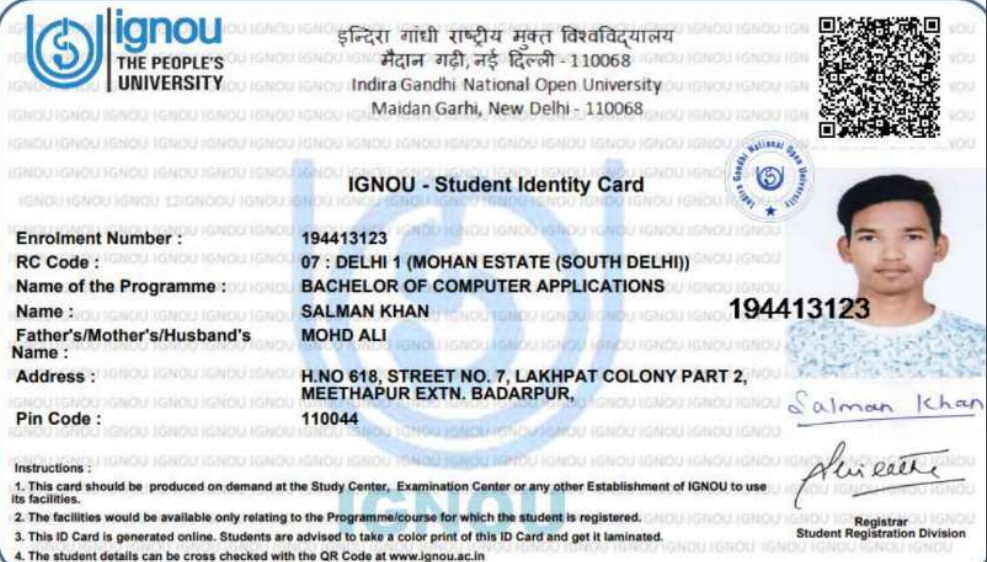 ignou
THE PEOPLE'S
UNIVERSITY
इन्दिरा गांधी राष्ट्रीय मुक्त विश्वविद्यालय
मैदान गढ़ी, नई दिल्ली - 110068
Indira Gandhi National Open University
Maidan Garhi, New Delhi - 110068
Indira Gandhi National Open University
IGNOU - Student Identity Card
Enrolment Number : 194413123
RC Code : 07 : DELHI 1 (MOHAN ESTATE (SOUTH DELHI))
Name of the Programme : BACHELOR OF COMPUTER APPLICATIONS
Name : SALMAN KHAN
194413123
Father's/Mother's/Husband's MOHD ALI
Name :
Address : H.NO 618, STREET NO. 7, LAKHPAT COLONY PART 2,
MEETHAPUR EXTN. BADARPUR,
Pin Code : 110044
Salman Khan
Instructions :
1. This card should be produced on demand at the Study Center, Examination Center or any other Establishment of IGNOU to use
its facilities.
2. The facilities would be available only relating to the Programme/course for which the student is registered.
3. This ID Card is generated online. Students are advised to take a color print of this ID Card and get it laminated.
4. The student details can be cross checked with the QR Code at www.ignou.ac.in
Registrar
Student Registration Division
IGNOU